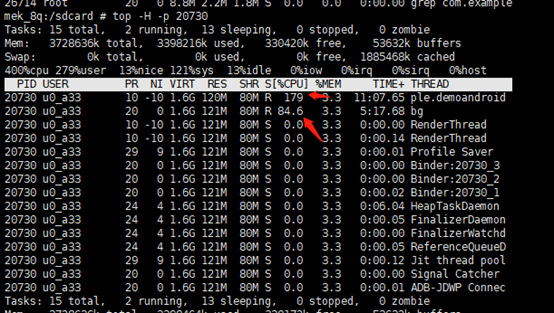 26714 root 20 0 8.8M 2.2M 1.8M S 0.0 0.0 0:00.00 grep com.example
mek_8q:/sdcard # top -H -p 20730
Tasks: 15 total, 2 running, 13 sleeping, 0 stopped, 0 zombie
Mem: 3728636k total, 3398216k used, 330420k free, 53632k buffers
Swap: 0k total, 0k used, 0k free, 1885468k cached
400%cpu 279%user 13%nice 121%sys 13%idle 0%iow 0%irq 0%sirq 0%host
PID USER PR NI VIRT RES SHR S[%CPU] %MEM TIME+ THREAD
20730 u0_a33 10 -10 1.6G 120M 80M R 179 3.3 11:07.65 ple.demoandroid
20730 u0_a33 20 0 1.6G 121M 80M R 84.6 3.3 5:17.68 bg
20730 u0_a33 10 -10 1.6G 121M 80M S 0.0 3.3 0:00.00 RenderThread
20730 u0_a33 10 -10 1.6G 121M 80M S 0.0 3.3 0:00.14 RenderThread
20730 u0_a33 29 9 1.6G 121M 80M S 0.0 3.3 0:00.01 Profile Saver
20730 u0_a33 20 0 1.6G 121M 80M S 0.0 3.3 0:00.00 Binder:20730_3
20730 u0_a33 20 0 1.6G 121M 80M S 0.0 3.3 0:00.00 Binder:20730_2
20730 u0_a33 20 0 1.6G 121M 80M S 0.0 3.3 0:00.02 Binder:20730_1
20730 u0_a33 24 4 1.6G 121M 80M S 0.0 3.3 0:06.04 HeapTaskDaemon
20730 u0_a33 24 4 1.6G 121M 80M S 0.0 3.3 0:00.05 FinalizerDaemon
20730 u0_a33 24 4 1.6G 121M 80M S 0.0 3.3 0:00.00 FinalizerWatchd
20730 u0_a33 24 4 1.6G 121M 80M S 0.0 3.3 0:00.05 ReferenceQueueD
20730 u0_a33 29 9 1.6G 121M 80M S 0.0 3.3 0:00.12 Jit thread pool
20730 u0_a33 20 0 1.6G 121M 80M S 0.0 3.3 0:00.00 Signal Catcher
20730 u0_a33 20 0 1.6G 121M 80M S 0.0 3.3 0:00.01 ADB-JDWP Connec
Tasks: 15 total, 2 running, 13 sleeping, 0 stopped, 0 zombie